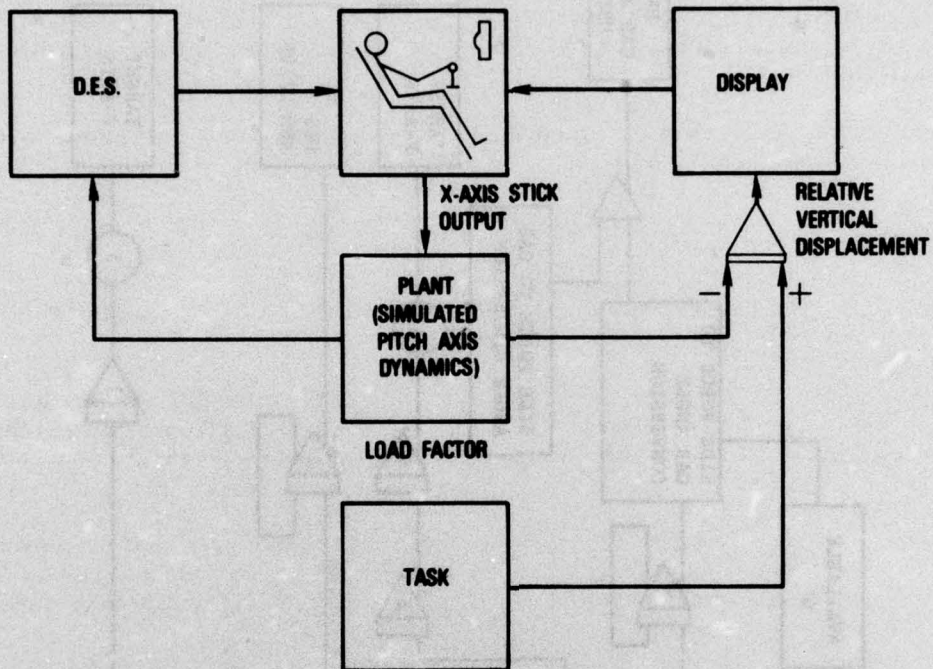 D.E.S.
DISPLAY
X-AXIS STICK
OUTPUT
RELATIVE
VERTICAL
DISPLACEMENT
PLANT
(SIMULATED
PITCH AXIS
DYNAMICS)
−
+
LOAD FACTOR
TASK